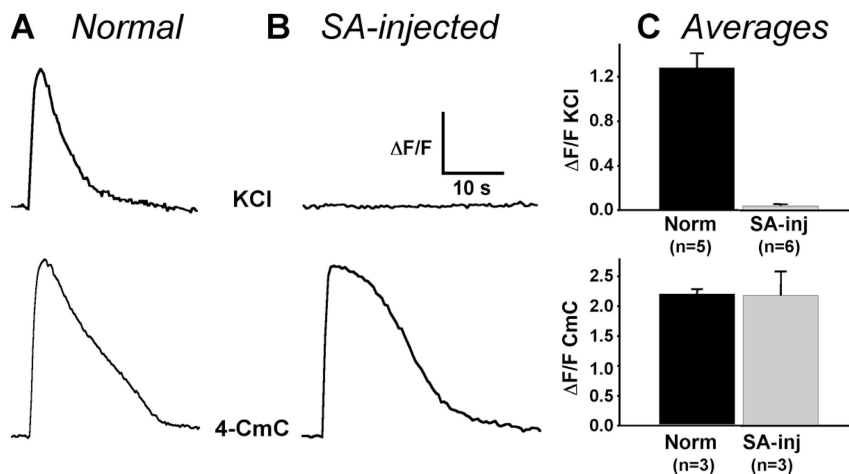 A Normal
B SA-injected
C Averages
KCl
ΔF/F
10 s
ΔF/F KCl
1.2
0.8
0.4
0.0
Norm
(n=5)
SA-inj
(n=6)
4-CmC
ΔF/F CmC
2.5
2.0
1.5
1.0
0.5
0.0
Norm
(n=3)
SA-inj
(n=3)